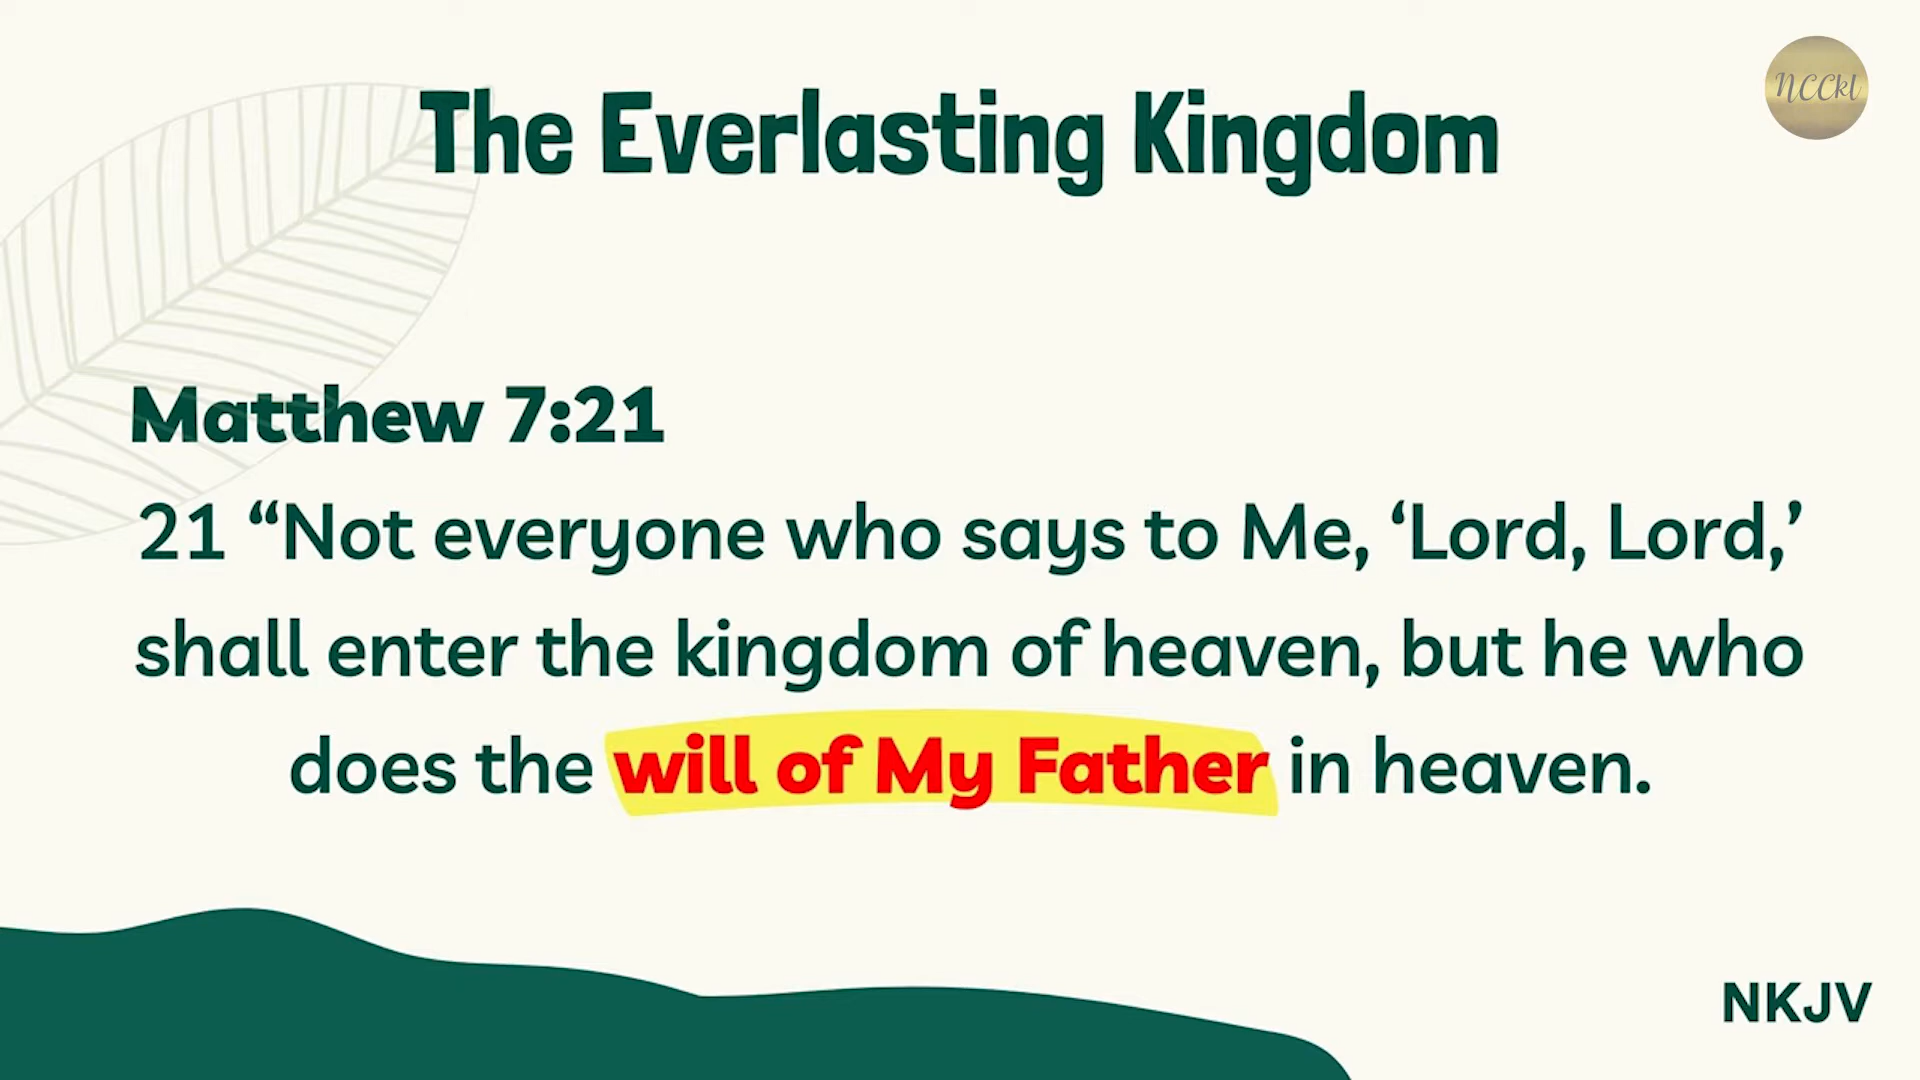 NCCkl
The Everlasting Kingdom
Matthew 7:21
21 “Not everyone who says to Me, ‘Lord, Lord,’
shall enter the kingdom of heaven, but he who
does the will of My Father in heaven.
NKJV